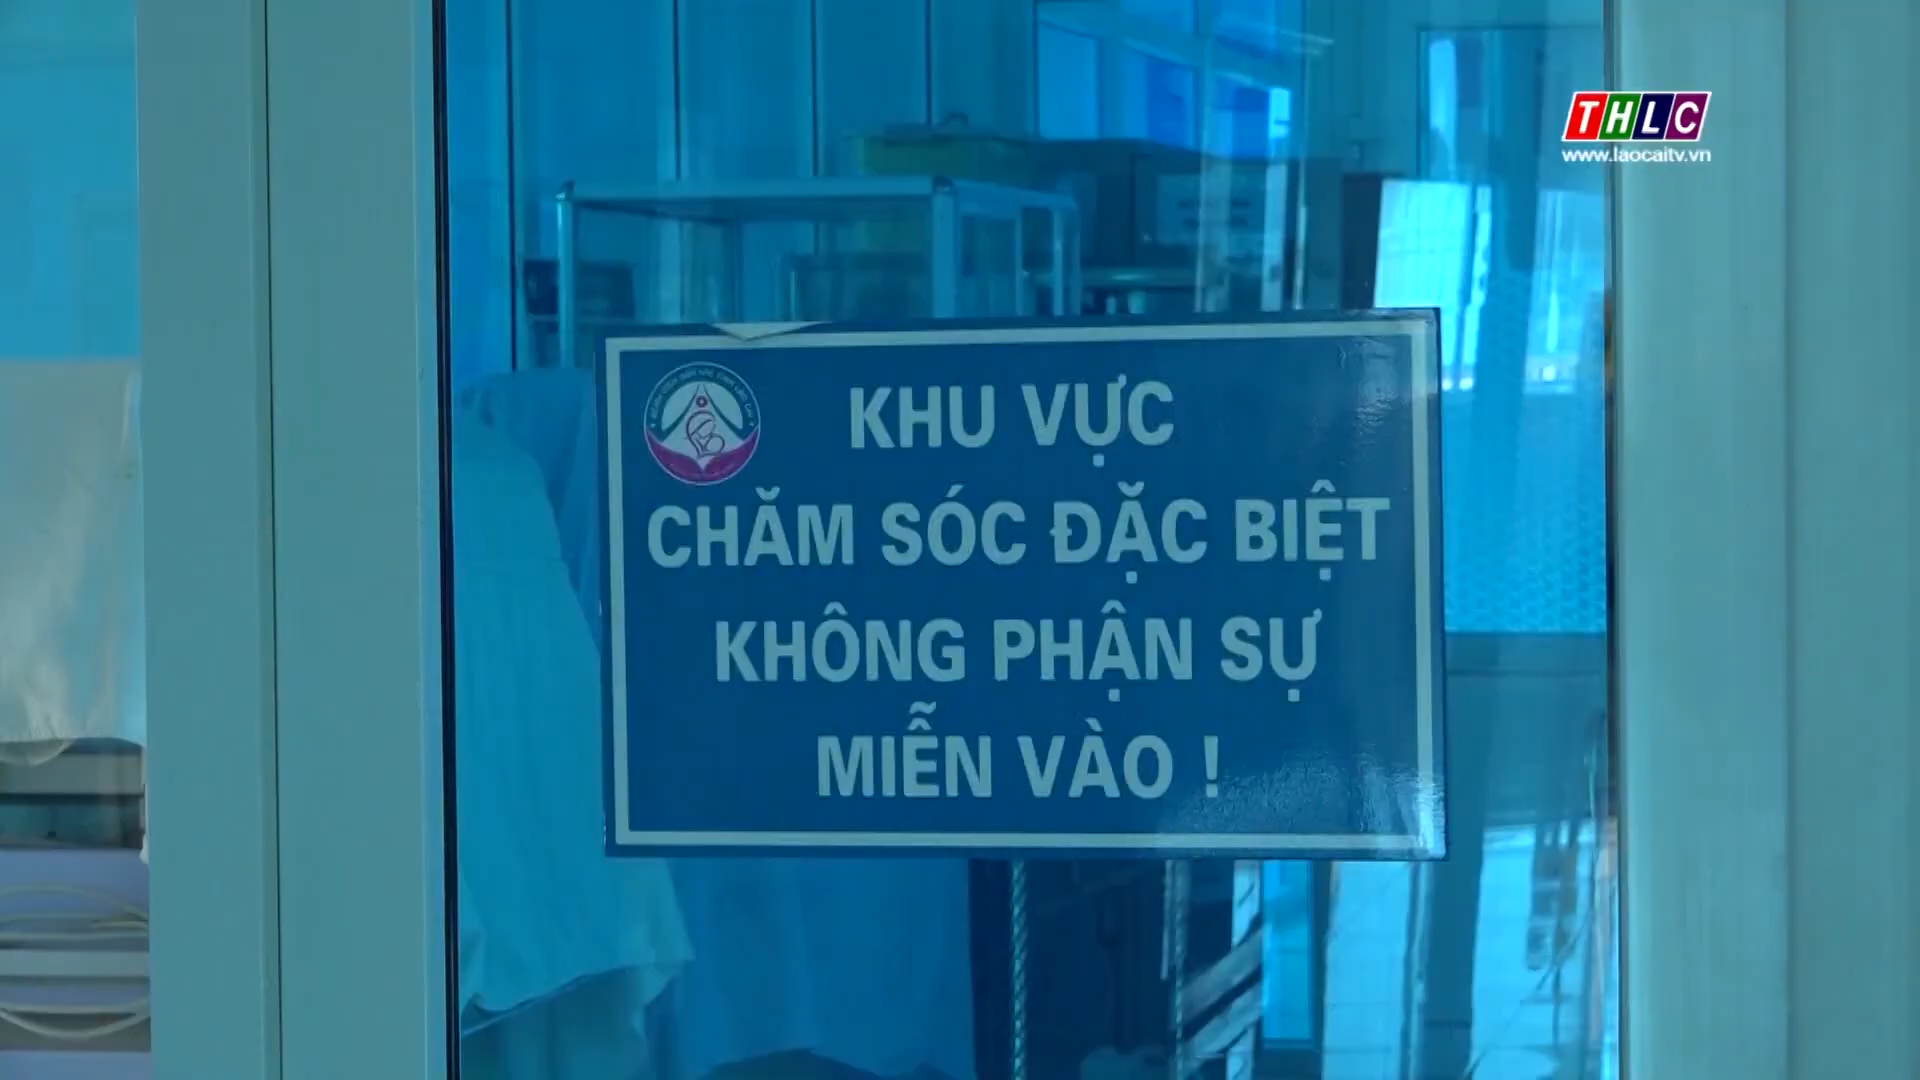 THLC
www.laocaitv.vn
KHU VỰC
CHĂM SÓC ĐẶC BIỆT
KHÔNG PHẬN SỰ
MIỄN VÀO !